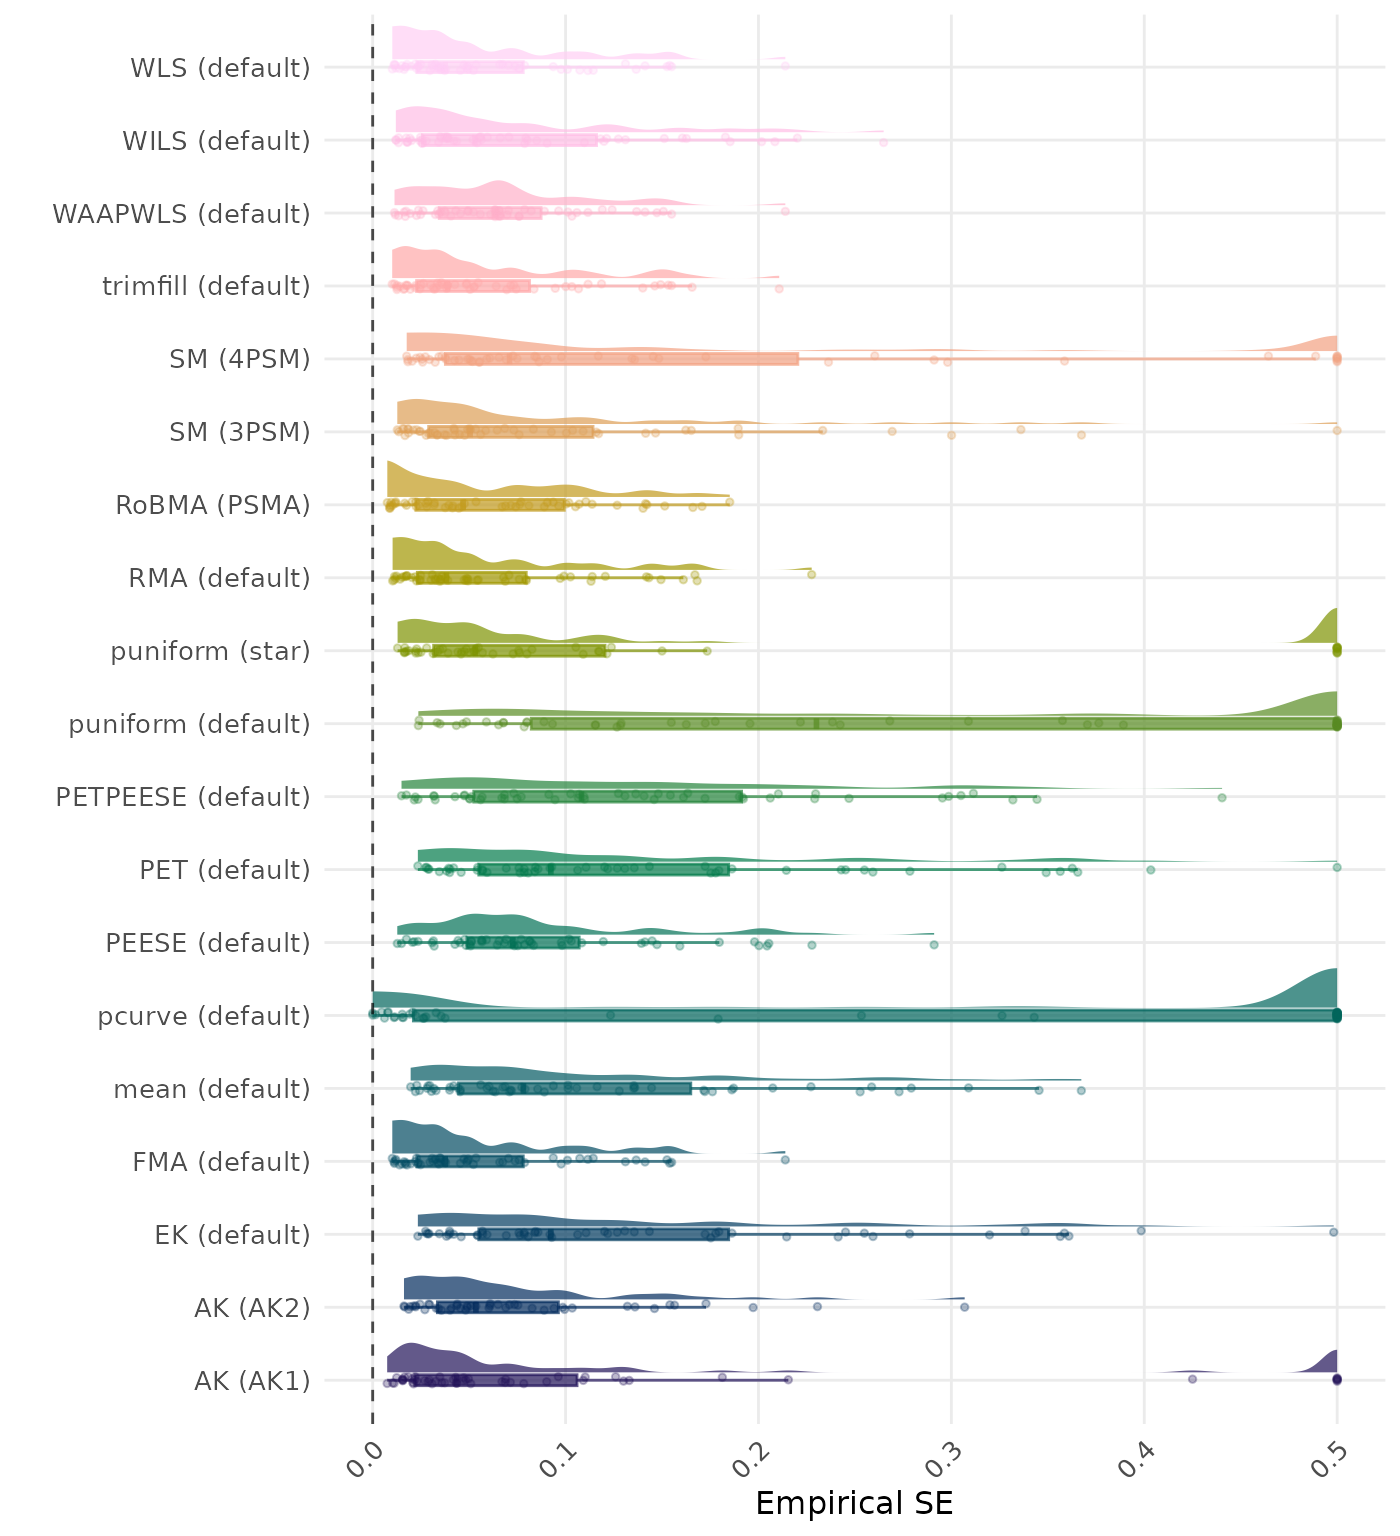 WLS (default)
WILS (default)
WAAPWLS (default)
trimfill (default)
SM (4PSM)
SM (3PSM)
RoBMA (PSMA)
RMA (default)
puniform (star)
puniform (default)
PETPEESE (default)
PET (default)
PEESE (default)
pcurve (default)
mean (default)
FMA (default)
EK (default)
AK (AK2)
AK (AK1)
0.0 0.1 0.2 0.3 0.4 0.5
Empirical SE